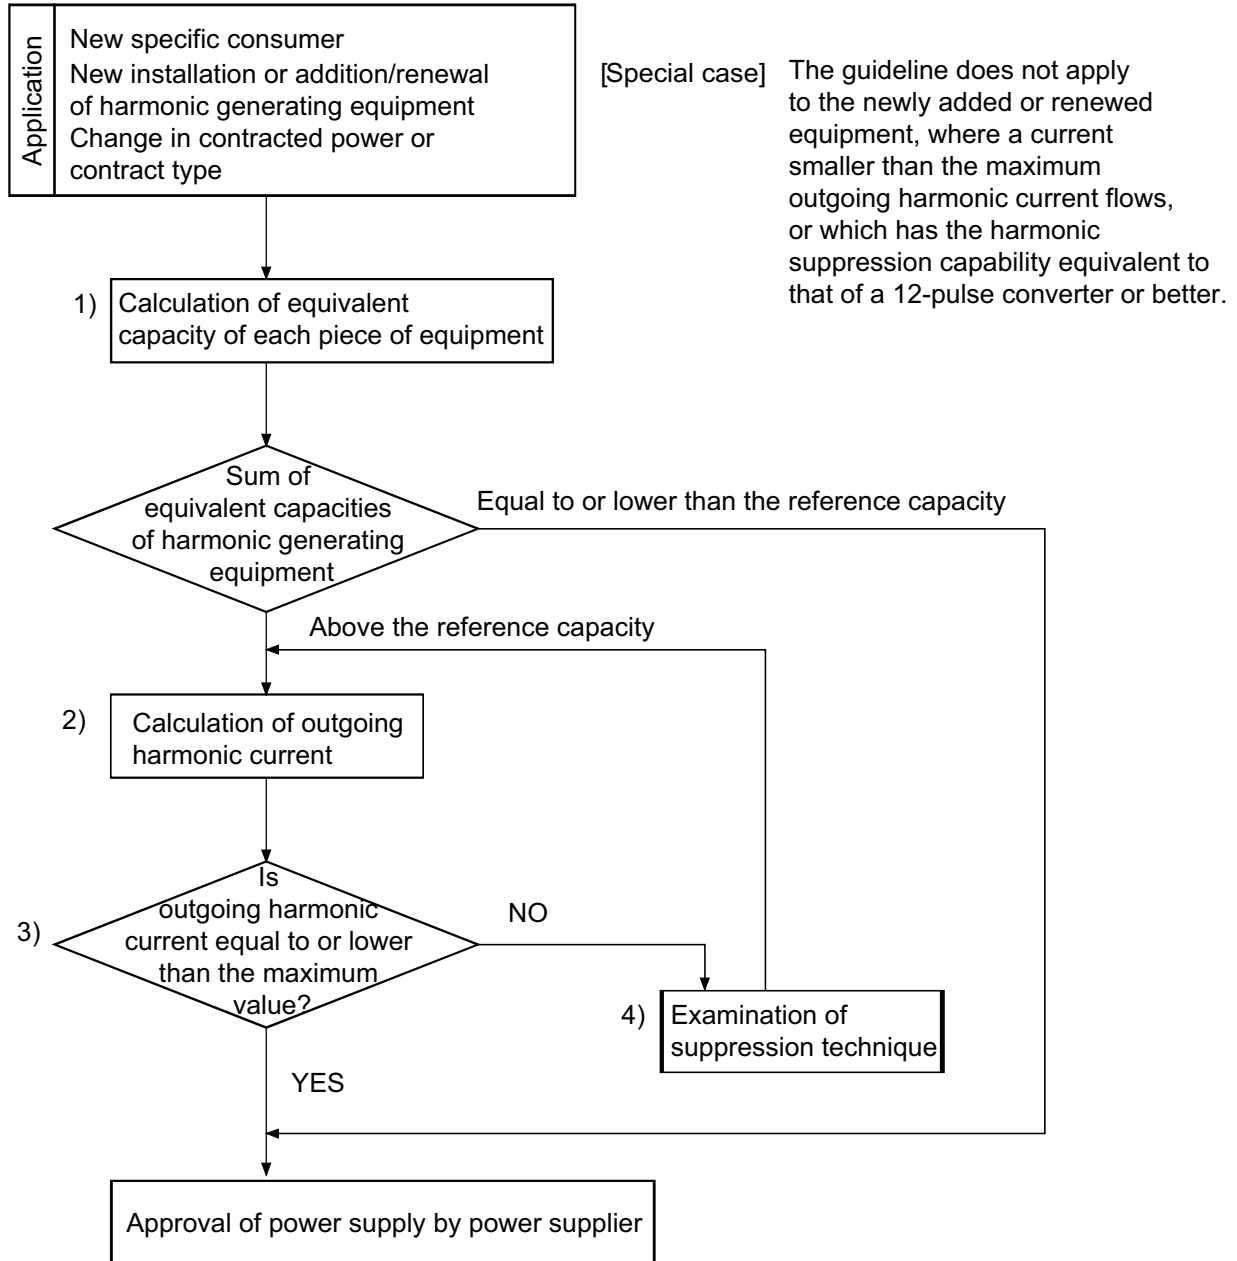 Application
New specific consumer
New installation or addition/renewal
of harmonic generating equipment
Change in contracted power or
contract type
[Special case]
The guideline does not apply
to the newly added or renewed
equipment, where a current
smaller than the maximum
outgoing harmonic current flows,
or which has the harmonic
suppression capability equivalent to
that of a 12-pulse converter or better.
1)
Calculation of equivalent
capacity of each piece of equipment
Sum of
equivalent capacities
of harmonic generating
equipment
Equal to or lower than the reference capacity
Above the reference capacity
2)
Calculation of outgoing
harmonic current
3)
Is
outgoing harmonic
current equal to or lower
than the maximum
value?
NO
4)
Examination of
suppression technique
YES
Approval of power supply by power supplier